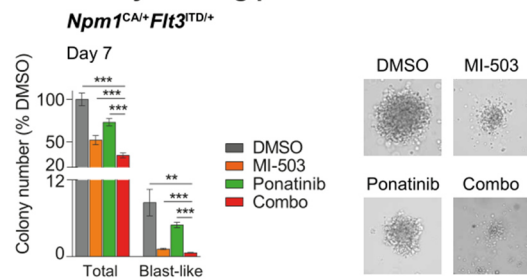 Npm1CA/+Flt3ITD/+
Day 7
Colony number (% DMSO)
100
50
20
12
0
***
***
***
**
***
***
Total
Blast-like
DMSO
MI-503
Ponatinib
Combo
DMSO
MI-503
Ponatinib
Combo